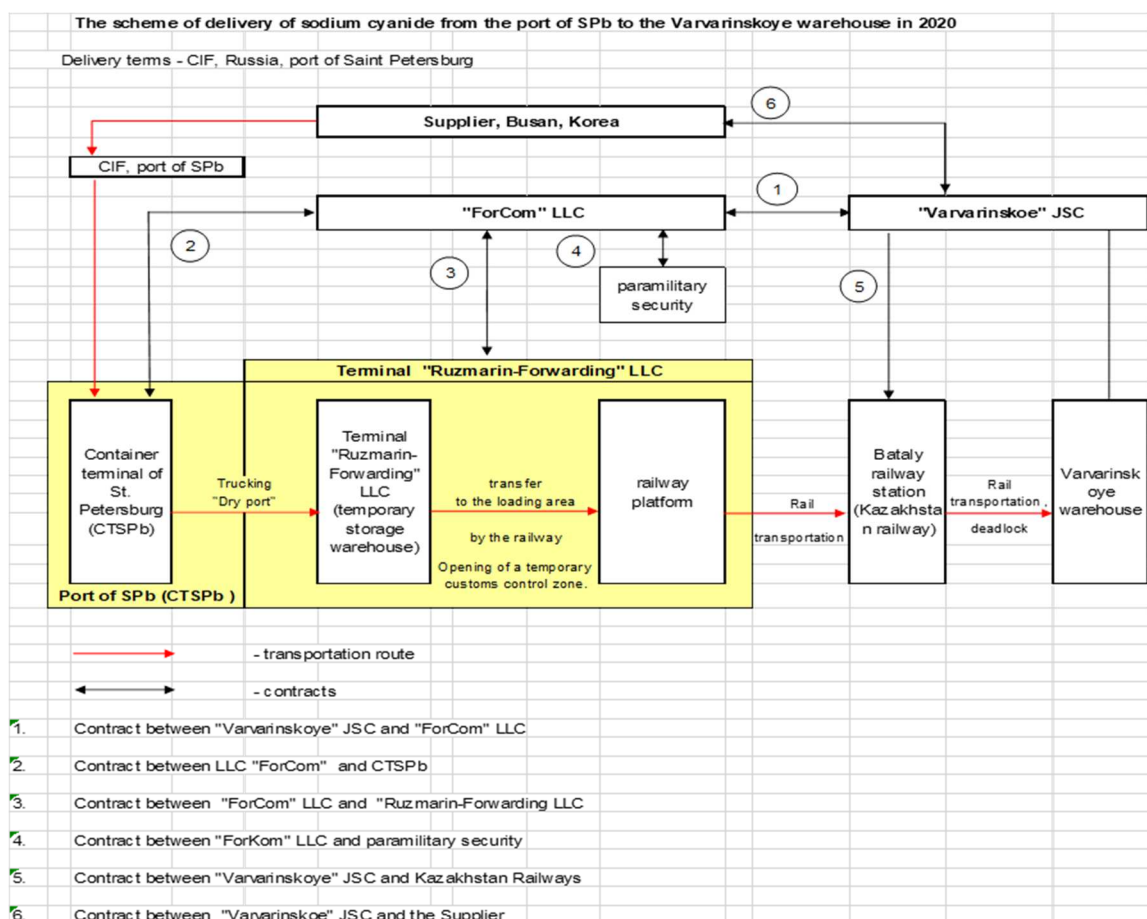 The scheme of delivery of sodium cyanide from the port of SPb to the Varvarinskoye warehouse in 2020
Delivery terms - CIF, Russia, port of Saint Petersburg
6
Supplier, Busan, Korea
CIF, port of SPb
1
"ForCom" LLC
"Varvarinskoe" JSC
2
3
4
5
paramilitary
security
Terminal "Ruzmarin-Forwarding" LLC
Container
terminal of
St.
Petersburg
(CTSPb)
Trucking
"Dry port"
Terminal
"Ruzmarin-
Forwarding"
LLC
(temporary
storage
warehouse)
transfer
to the loading area
by the railway
Opening of a temporary
customs control zone.
railway
platform
Rail
transportation
Bataly
railway
station
(Kazakhsta
n railway)
Rail
transportation .
deadlock
Varvarinsk
oye
warehouse
Port of SPb (CTSPb )
- transportation route
- contracts
1. Contract between "Varvarinskoye" JSC and "ForCom" LLC
2. Contract between LLC "ForCom" and CTSPb
3. Contract between "ForCom" LLC and "Ruzmarin-Forwarding LLC
4. Contract between "ForKom" LLC and paramilitary security
5. Contract between "Varvarinskoye" JSC and Kazakhstan Railways
6. Contract between "Varvarinskoe" JSC and the Supplier